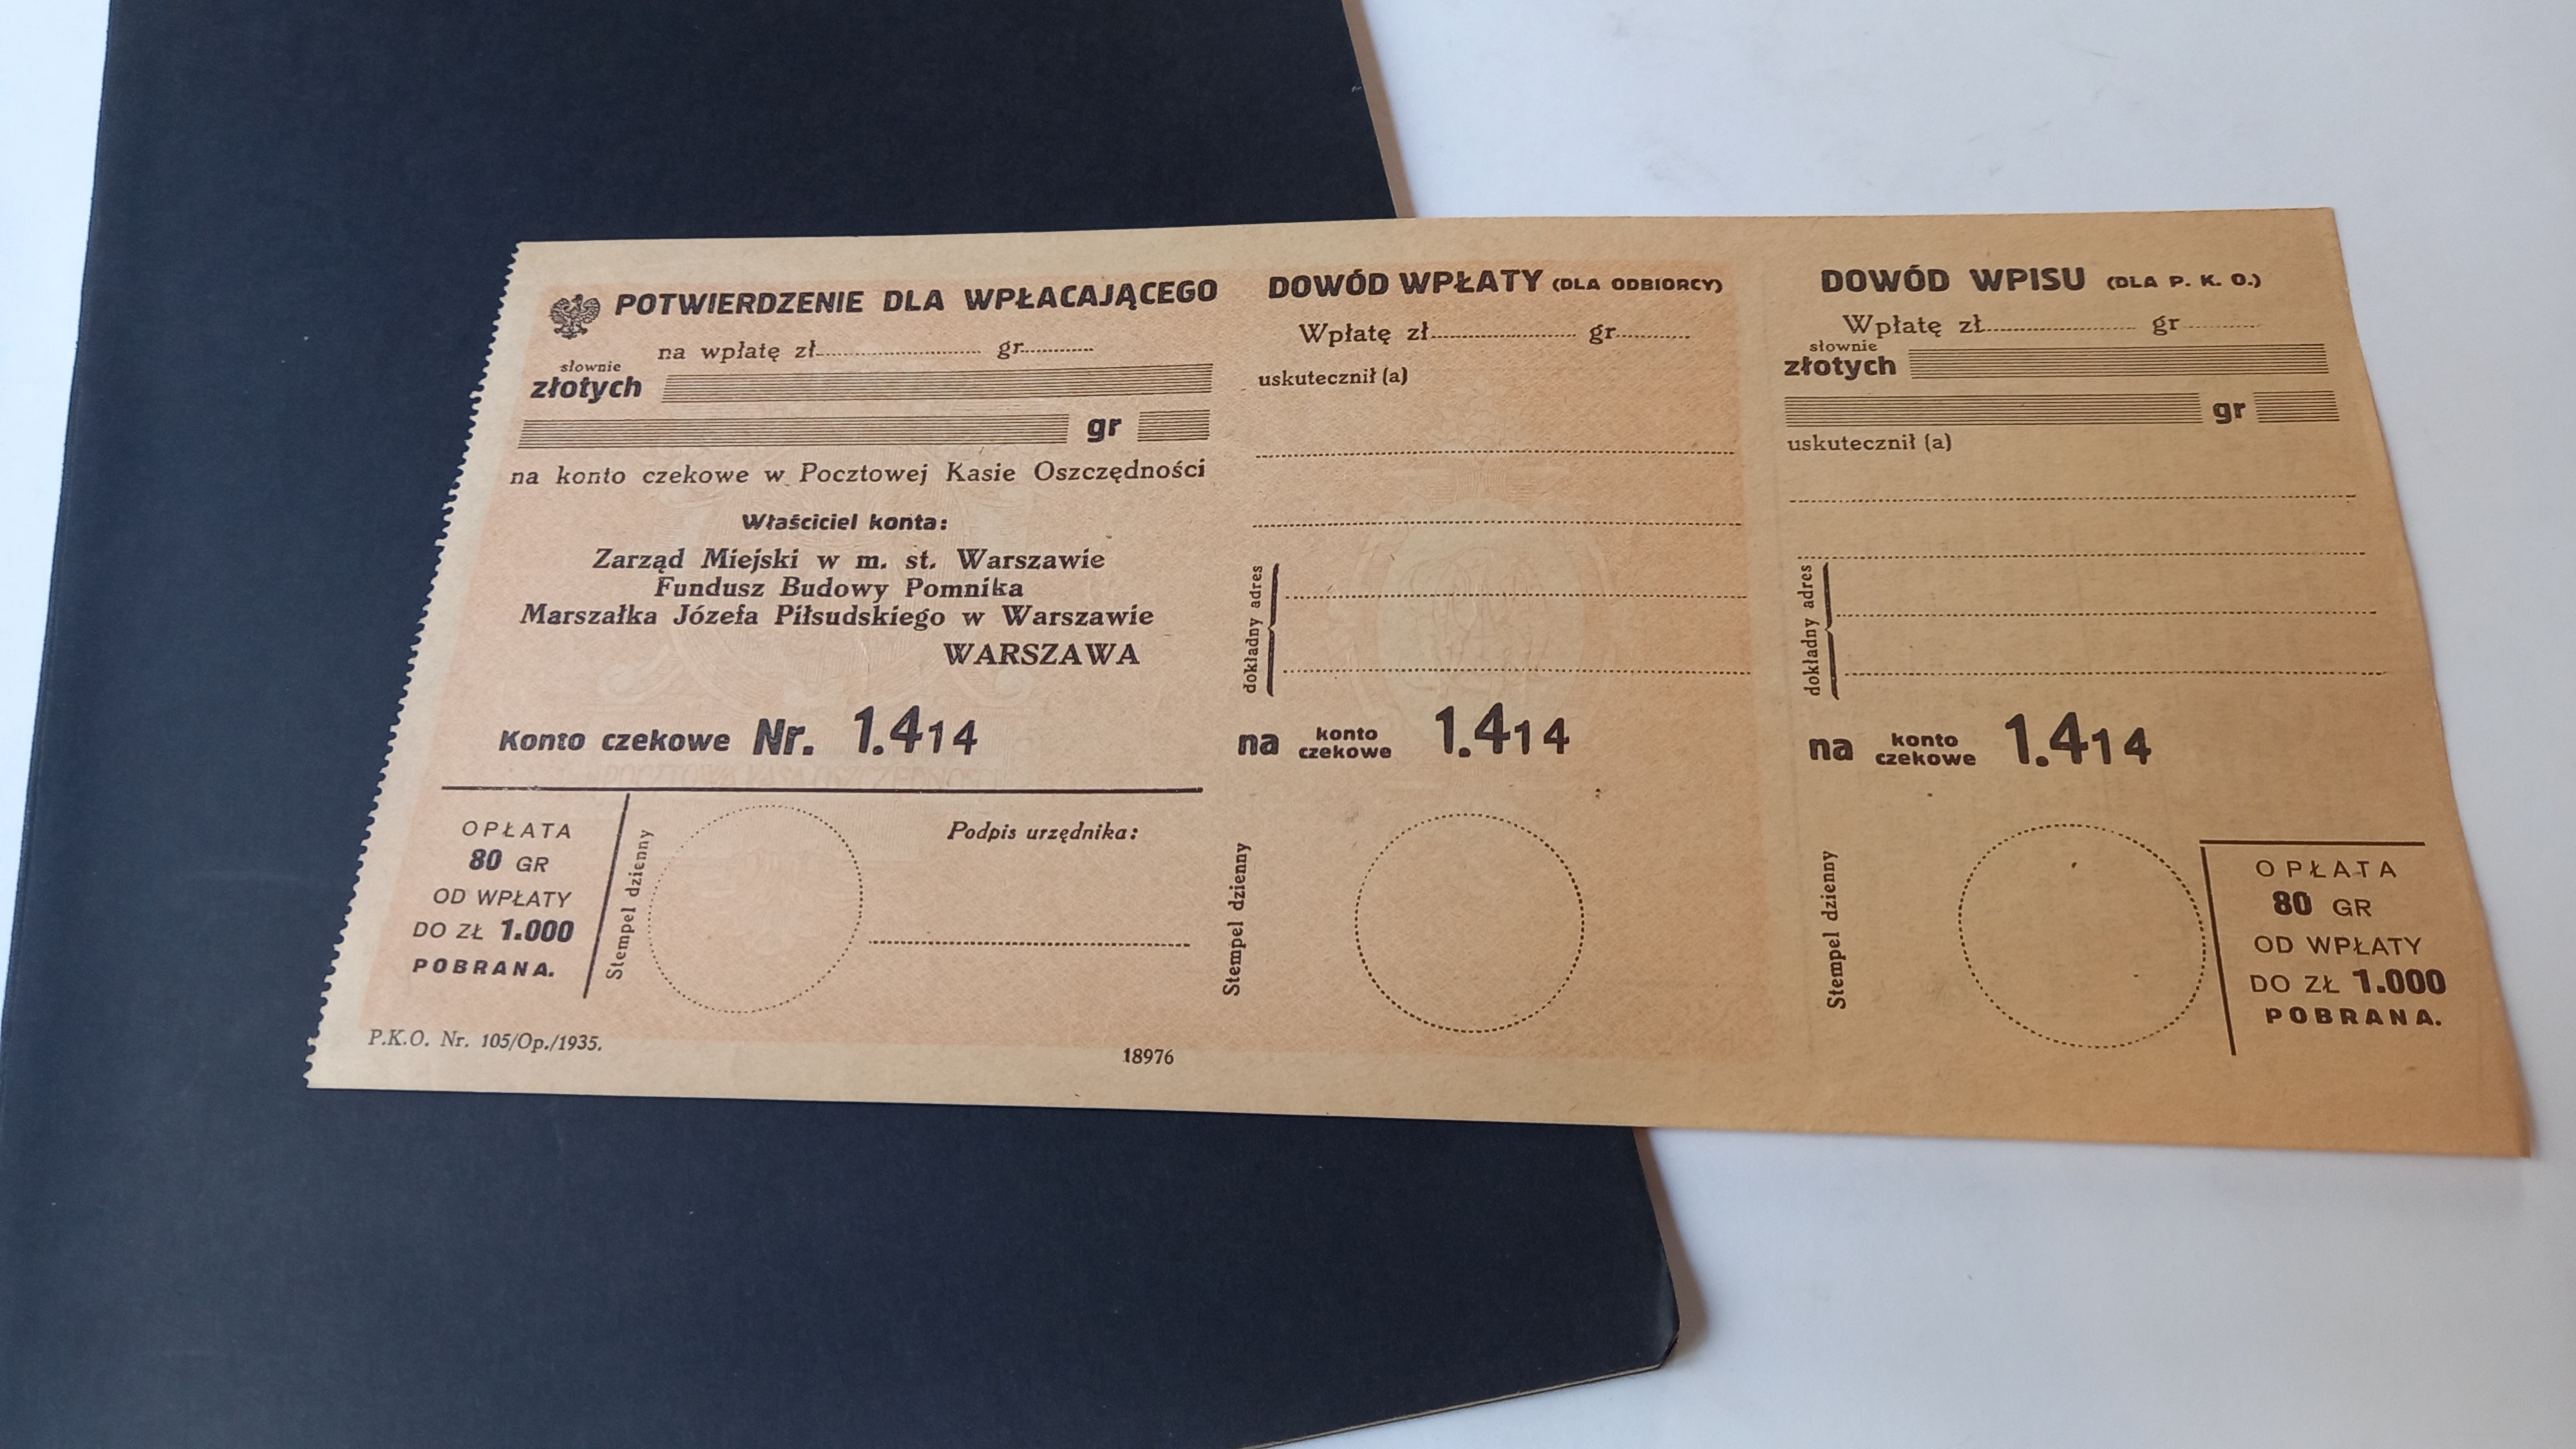 POTWIERDZENIE DLA WPŁACAJĄCEGO
na wpłatę zł gr
słownie
złotych
gr
na konto czekowe w Pocztowej Kasie Oszczędności
Właściciel konta:
Zarząd Miejski w m. st. Warszawie
Fundusz Budowy Pomnika
Marszałka Józefa Piłsudskiego w Warszawie
WARSZAWA
Konto czekowe Nr. 1.414
POCZTOWA KASA OSZCZĘDNOŚCI
OPŁATA
80 GR
OD WPŁATY
DO ZŁ 1.000
POBRANA.
Stempel dzienny
Podpis urzędnika:
P.K.O. Nr. 105/Op./1935.
18976
DOWÓD WPŁATY (DLA ODBIORCY)
Wpłatę zł gr
uskutecznił (a)
dokładny adres
na konto czekowe 1.414
Stempel dzienny
DOWÓD WPISU (DLA P. K. O.)
Wpłatę zł gr
słownie
złotych
gr
uskutecznił (a)
dokładny adres
na konto czekowe 1.414
Stempel dzienny
OPŁATA
80 GR
OD WPŁATY
DO ZŁ 1.000
POBRANA.